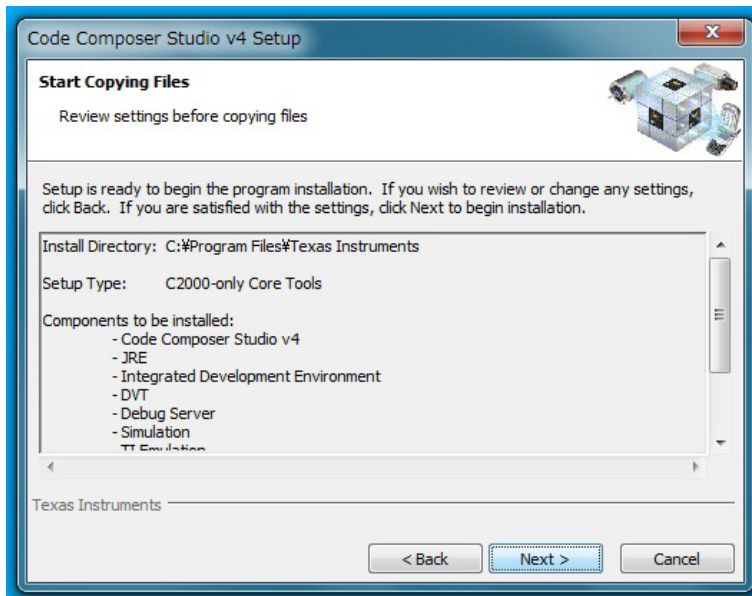 Code Composer Studio v4 Setup
Start Copying Files
Review settings before copying files
Setup is ready to begin the program installation.  If you wish to review or change any settings,
click Back.  If you are satisfied with the settings, click Next to begin installation.
Install Directory:  C:¥Program Files¥Texas Instruments
Setup Type:      C2000-only Core Tools
Components to be installed:
- Code Composer Studio v4
- JRE
- Integrated Development Environment
- DVT
- Debug Server
- Simulation
- TI Emulation
Texas Instruments
< Back
Next >
Cancel